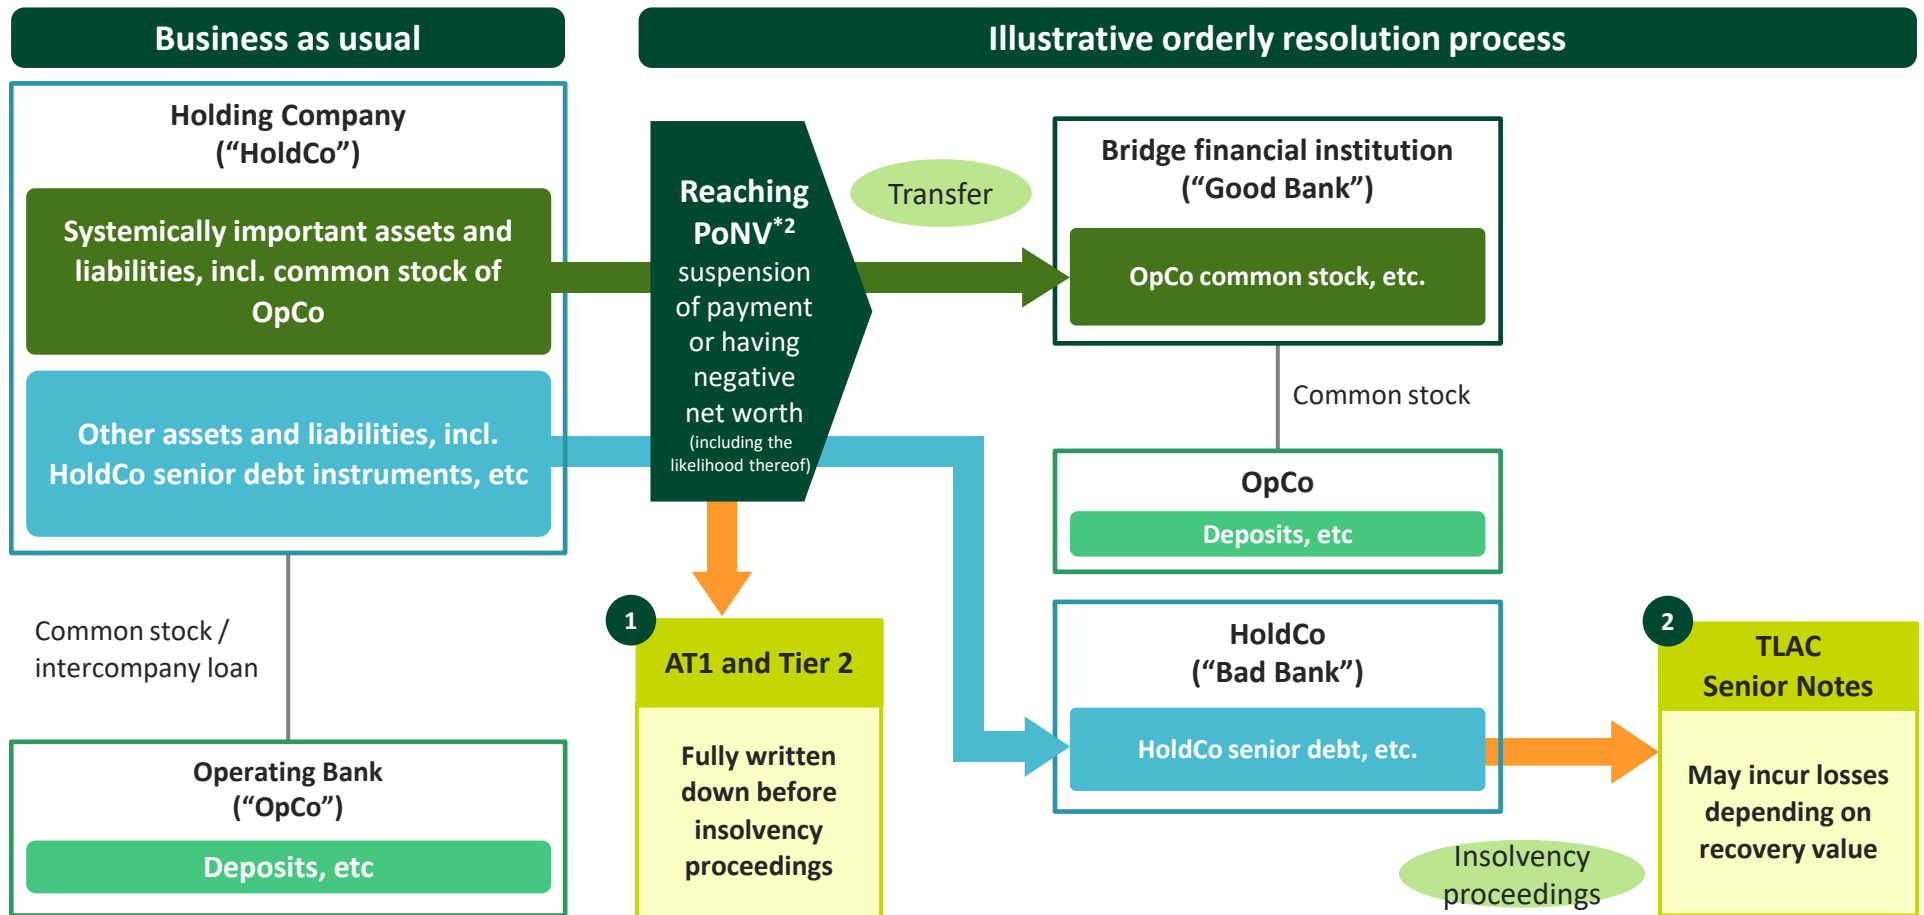 Business as usual
Illustrative orderly resolution process
Holding Company
(“HoldCo”)
Systemically important assets and
liabilities, incl. common stock of
OpCo
Other assets and liabilities, incl.
HoldCo senior debt instruments, etc
Common stock /
intercompany loan
Operating Bank
(“OpCo”)
Deposits, etc
Reaching
PoNV*2
suspension
of payment
or having
negative
net worth
(including the
likelihood thereof)
Transfer
1
AT1 and Tier 2
Fully written
down before
insolvency
proceedings
Bridge financial institution
(“Good Bank”)
OpCo common stock, etc.
Common stock
OpCo
Deposits, etc
HoldCo
(“Bad Bank”)
HoldCo senior debt, etc.
Insolvency
proceedings
2
TLAC
Senior Notes
May incur losses
depending on
recovery value